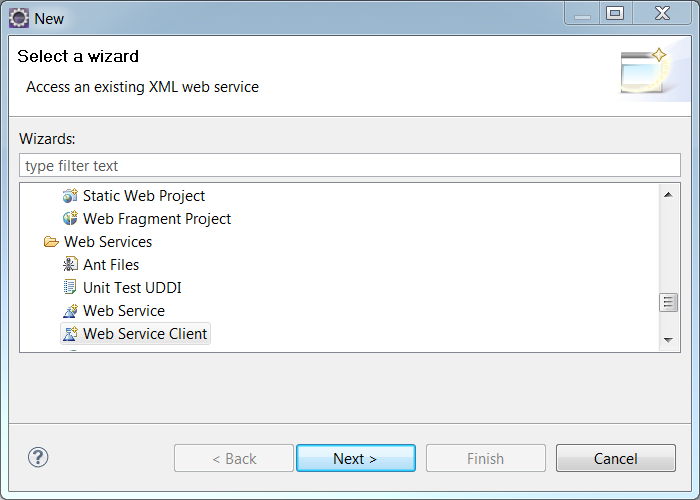 New
Select a wizard
Access an existing XML web service
Wizards:
type filter text
Static Web Project
Web Fragment Project
Web Services
Ant Files
Unit Test UDDI
Web Service
Web Service Client
?
< Back Next > Finish Cancel